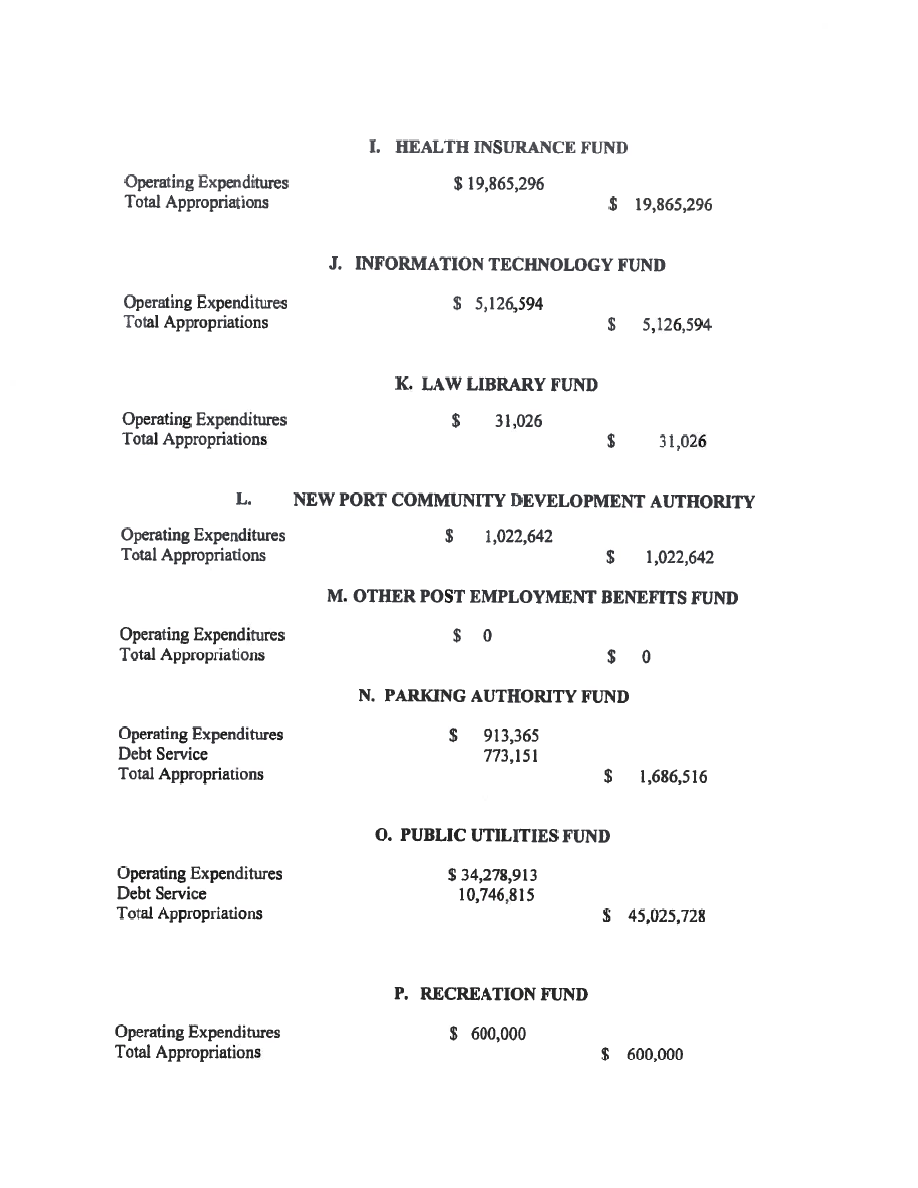 I. HEALTH INSURANCE FUND
Operating Expenditures $ 19,865,296
Total Appropriations $ 19,865,296
J. INFORMATION TECHNOLOGY FUND
Operating Expenditures $ 5,126,594
Total Appropriations $ 5,126,594
K. LAW LIBRARY FUND
Operating Expenditures $ 31,026
Total Appropriations $ 31,026
L. NEW PORT COMMUNITY DEVELOPMENT AUTHORITY
Operating Expenditures $ 1,022,642
Total Appropriations $ 1,022,642
M. OTHER POST EMPLOYMENT BENEFITS FUND
Operating Expenditures $ 0
Total Appropriations $ 0
N. PARKING AUTHORITY FUND
Operating Expenditures $ 913,365
Debt Service 773,151
Total Appropriations $ 1,686,516
O. PUBLIC UTILITIES FUND
Operating Expenditures $ 34,278,913
Debt Service 10,746,815
Total Appropriations $ 45,025,728
P. RECREATION FUND
Operating Expenditures $ 600,000
Total Appropriations $ 600,000